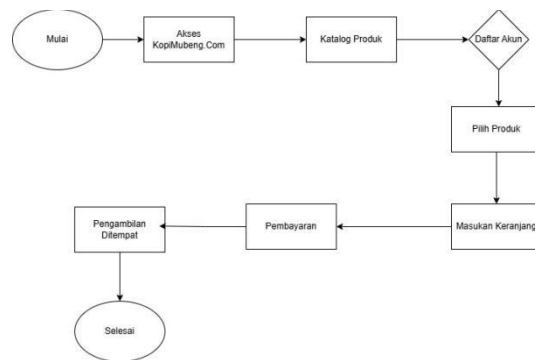 Mulai
Akses
KopiMubeng.Com
Katalog Produk
Daftar Akun
Pilih Produk
Masukan Keranjang
Pembayaran
Pengambilan
Ditempat
Selesai